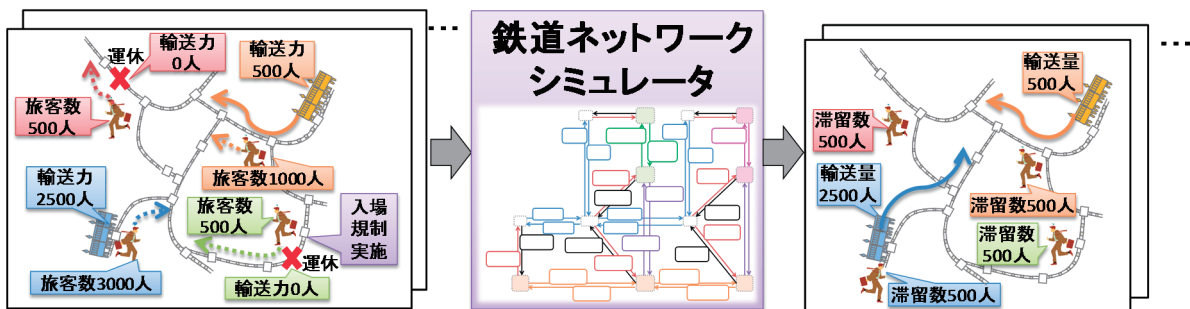 運休
輸送力
0人
輸送力
500人
旅客数
500人
旅客数1000人
輸送力
2500人
旅客数
500人
入場
規制
実施
運休
旅客数3000人
輸送力0人
鉄道ネットワーク
シミュレータ
輸送量
500人
滞留数
500人
輸送量
2500人
滞留数500人
滞留数
500人
滞留数500人